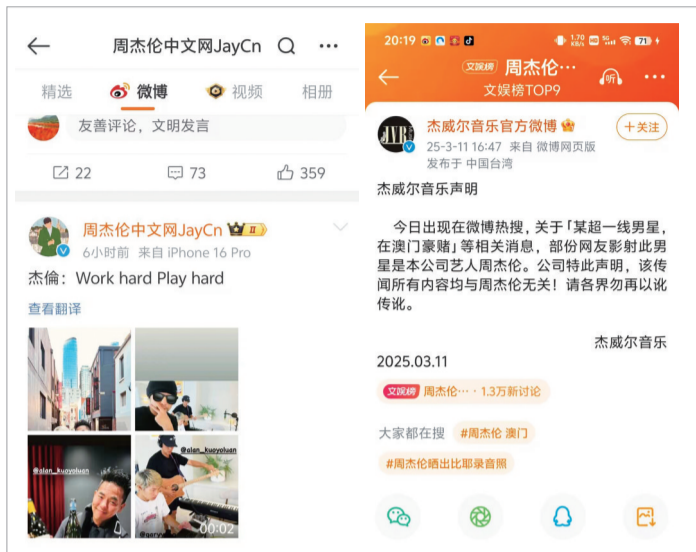 周杰伦中文网JayCn
精选
微博
视频
相册
友善评论，文明发言
22
73
359
周杰伦中文网JayCn
II
6小时前 来自 iPhone 16 Pro
杰倫：Work hard Play hard
查看翻译
@alan_kuoyoluan
@alan_kuoyoluan
00:02
20:19
1.70
KB/s
HD
5G
71
文娱榜 周杰伦…
文娱榜TOP9
听
JVR
杰威尔音乐官方微博
+关注
25-3-11 16:47 来自 微博网页版
发布于 中国台湾
杰威尔音乐声明
今日出现在微博热搜，关于「某超一线男星，
在澳门豪赌」等相关消息，部份网友影射此男
星是本公司艺人周杰伦。公司特此声明，该传
闻所有内容均与周杰伦无关！请各界勿再以讹
传讹。
杰威尔音乐
2025.03.11
文娱榜 周杰伦… · 1.3万新讨论
大家都在搜
#周杰伦 澳门
#周杰伦晒出比耶录音照